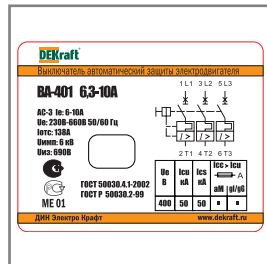 DEKraft
Выключатель автоматический защиты электродвигателя
ВА-401 6,3-10А
АС-3 Ie: 6-10А
Ue: 230В-660В 50/60 Гц
Iотс: 138А
Uимп: 6 кВ
Uиз: 690В
1 L1 3 L2 5 L3
I > I > I >
2 T1 4 T2 6 T3
ГОСТ 50030.4.1-2002
ГОСТ Р 50030.2-99
МЕ 01
Ue В Icu кА Ics кА Icc > Icu А
aM gl/gG
400 50 50
ДИН Электро Крафт www.dekraft.ru